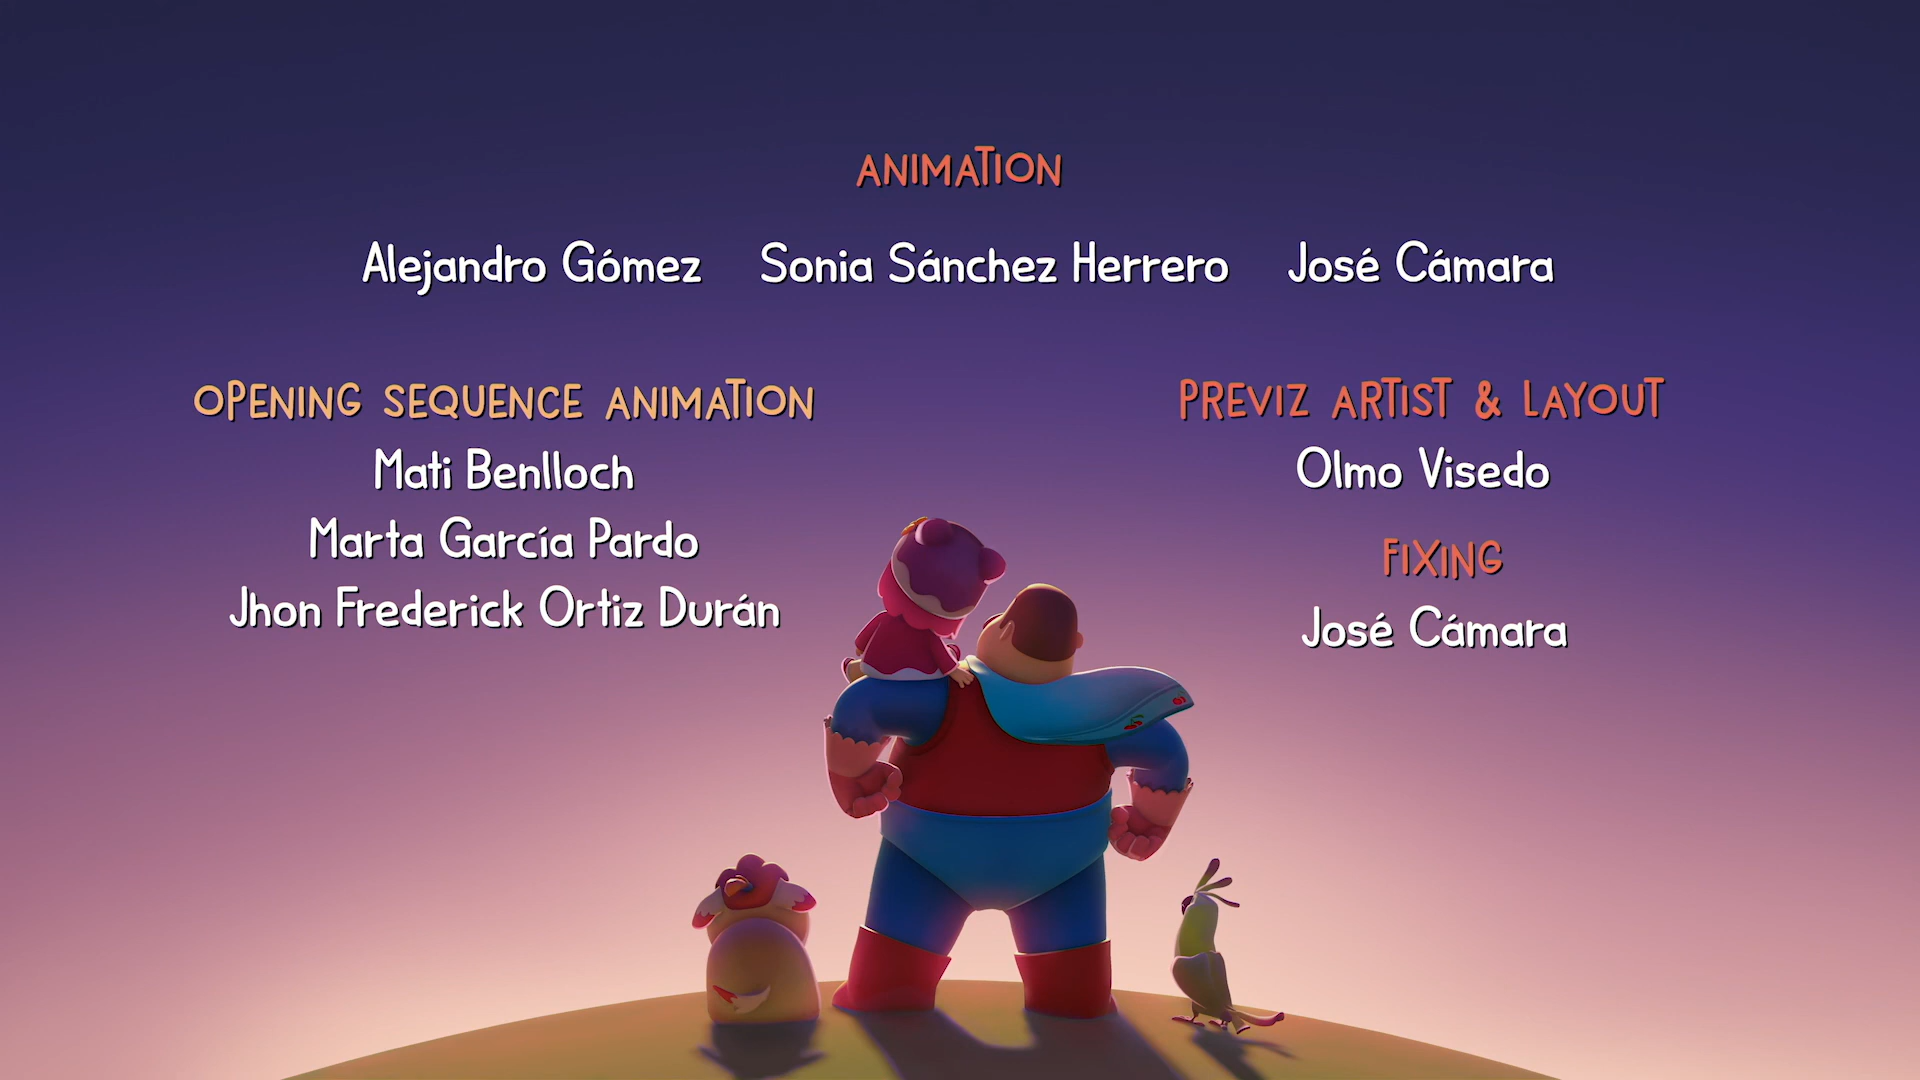 ANIMATION
Alejandro Gómez Sonia Sánchez Herrero José Cámara
OPENING SEQUENCE ANIMATION
Mati Benlloch
Marta García Pardo
Jhon Frederick Ortiz Durán
PREVIZ ARTIST & LAYOUT
Olmo Visedo
FIXING
José Cámara